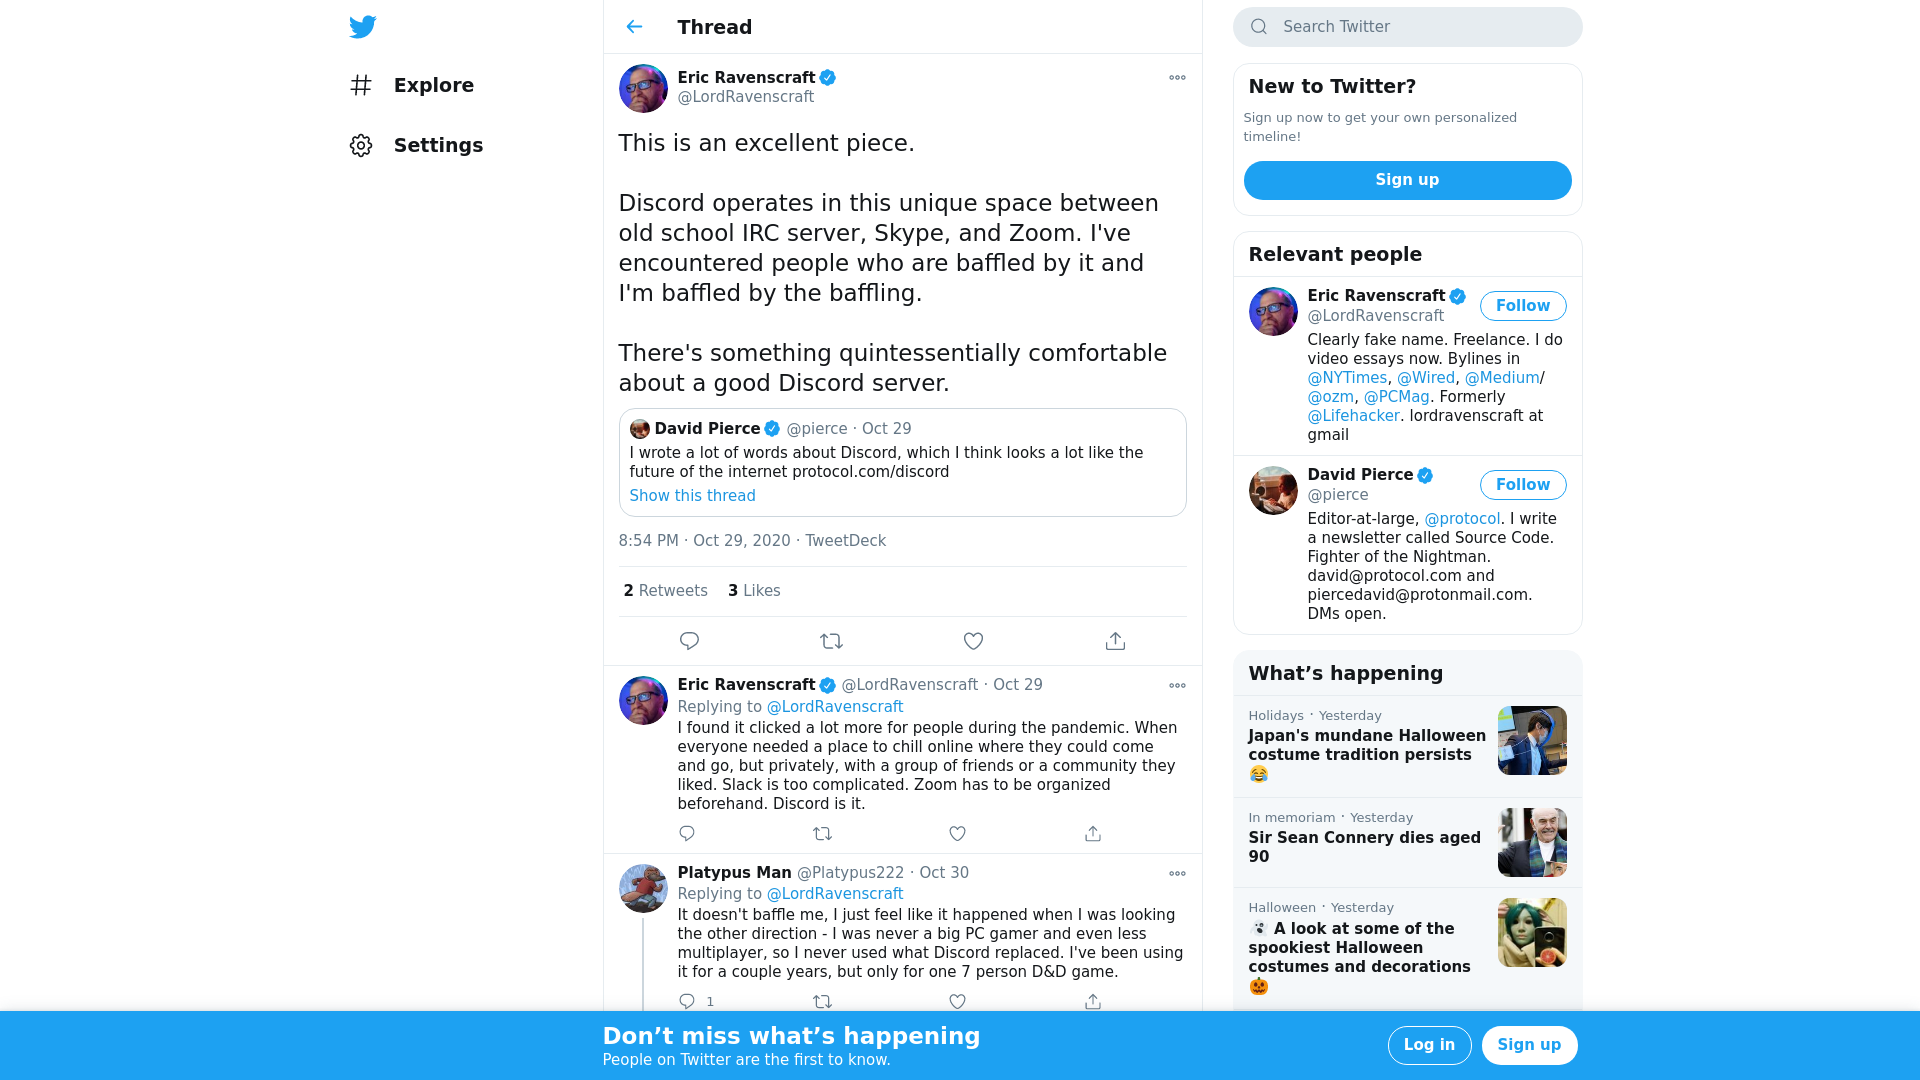 Explore
Settings
Thread
Eric Ravenscraft
@LordRavenscraft
This is an excellent piece.
Discord operates in this unique space between
old school IRC server, Skype, and Zoom. I've
encountered people who are baffled by it and
I'm baffled by the baffling.
There's something quintessentially comfortable
about a good Discord server.
David Pierce @pierce · Oct 29
I wrote a lot of words about Discord, which I think looks a lot like the
future of the internet protocol.com/discord
Show this thread
8:54 PM · Oct 29, 2020 · TweetDeck
2 Retweets 3 Likes
Eric Ravenscraft @LordRavenscraft · Oct 29
Replying to @LordRavenscraft
I found it clicked a lot more for people during the pandemic. When
everyone needed a place to chill online where they could come
and go, but privately, with a group of friends or a community they
liked. Slack is too complicated. Zoom has to be organized
beforehand. Discord is it.
Platypus Man @Platypus222 · Oct 30
Replying to @LordRavenscraft
It doesn't baffle me, I just feel like it happened when I was looking
the other direction - I was never a big PC gamer and even less
multiplayer, so I never used what Discord replaced. I've been using
it for a couple years, but only for one 7 person D&D game.
1
Search Twitter
New to Twitter?
Sign up now to get your own personalized
timeline!
Sign up
Relevant people
Eric Ravenscraft
@LordRavenscraft
Follow
Clearly fake name. Freelance. I do
video essays now. Bylines in
@NYTimes, @Wired, @Medium/
@ozm, @PCMag. Formerly
@Lifehacker. lordravenscraft at
gmail
David Pierce
@pierce
Follow
Editor-at-large, @protocol. I write
a newsletter called Source Code.
Fighter of the Nightman.
david@protocol.com and
piercedavid@protonmail.com.
DMs open.
What’s happening
Holidays · Yesterday
Japan's mundane Halloween
costume tradition persists
😂
In memoriam · Yesterday
Sir Sean Connery dies aged
90
Halloween · Yesterday
👻 A look at some of the
spookiest Halloween
costumes and decorations
🎃
Don’t miss what’s happening
People on Twitter are the first to know.
Log in
Sign up